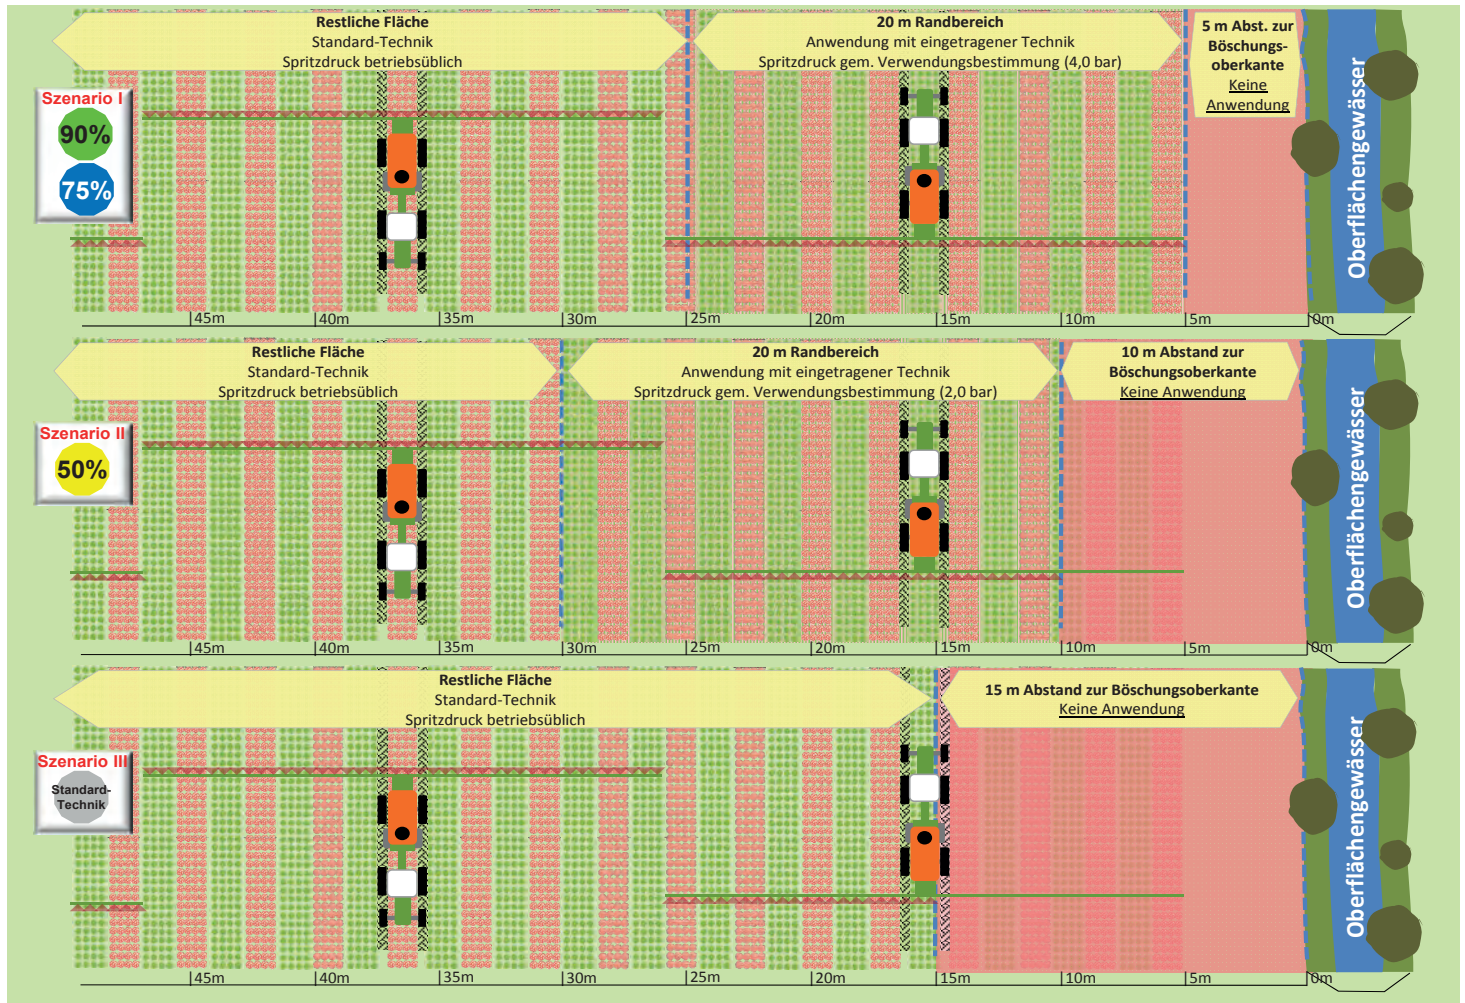 Restliche Fläche
Standard-Technik
Spritzdruck betriebsüblich
20 m Randbereich
Anwendung mit eingetragener Technik
Spritzdruck gem. Verwendungsbestimmung (4,0 bar)
5 m Abst. zur
Böschungs-
oberkante
Keine
Anwendung
Szenario I
90%
75%
Oberflächengewässer
45m 40m 35m 30m 25m 20m 15m 10m 5m 0m
Restliche Fläche
Standard-Technik
Spritzdruck betriebsüblich
20 m Randbereich
Anwendung mit eingetragener Technik
Spritzdruck gem. Verwendungsbestimmung (2,0 bar)
10 m Abstand zur
Böschungsoberkante
Keine Anwendung
Szenario II
50%
Oberflächengewässer
45m 40m 35m 30m 25m 20m 15m 10m 5m 0m
Restliche Fläche
Standard-Technik
Spritzdruck betriebsüblich
15 m Abstand zur Böschungsoberkante
Keine Anwendung
Szenario III
Standard-
Technik
Oberflächengewässer
45m 40m 35m 30m 25m 20m 15m 10m 5m 0m